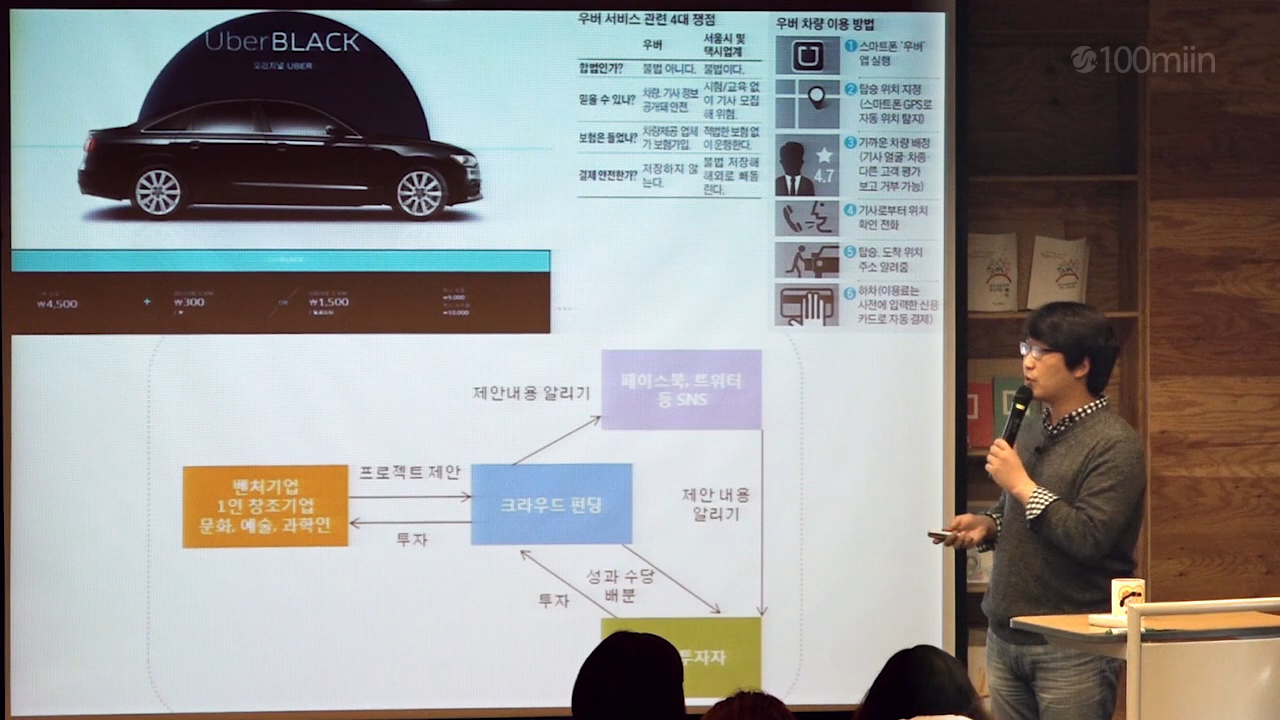 UberBLACK
오리지널 UBER
₩4,500
+
₩300
₩1,500
우버 서비스 관련 4대 쟁점
우버
서울시 및
택시업계
합법인가?
불법 아니다.
불법이다.
믿을 수 있나?
차량, 기사 정보
공개돼 안전
시험/교육 없
이 기사 모집
해 위험.
보험은 들었나?
차량제공 업체
가 보험가입.
적법한 보험 없
이 운행한다.
결제 안전한가?
저장하지 않
는다.
불법 저장해
해외로 빼돌
린다.
우버 차량 이용 방법
1 스마트폰 '우버'
앱 실행
2 탑승 위치 지정
(스마트폰 GPS로
자동 위치 탐지)
4.7
3 가까운 차량 배정
(기사 얼굴·차종·
다른 고객 평가
보고 거부 가능)
4 기사로부터 위치
확인 전화
5 탑승, 도착 위치
주소 알려줌
6 하차(이용료는
사전에 입력한 신용
카드로 자동 결제)
100miin
제안내용 알리기
페이스북, 트위터
등 SNS
벤처기업
1인 창조기업
문화, 예술, 과학인
프로젝트 제안
투자
크라우드 펀딩
제안 내용
알리기
성과 수당
배분
투자
투자자